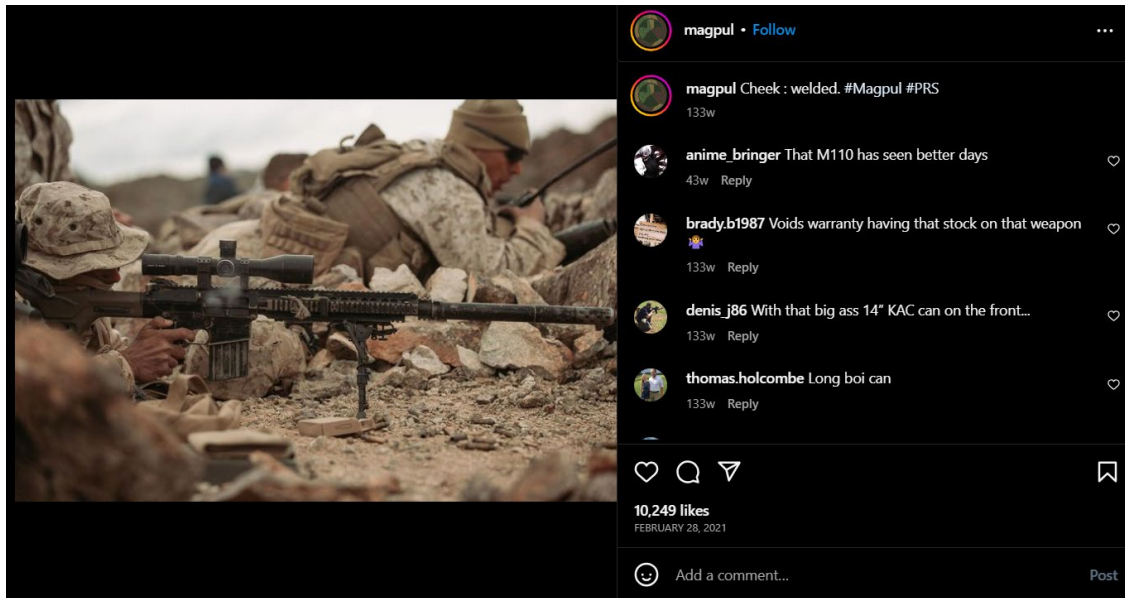 magpul • Follow
magpul Cheek : welded. #Magpul #PRS
133w
anime_bringer That M110 has seen better days
43w Reply
brady.b1987 Voids warranty having that stock on that weapon
🤷‍♀️
133w Reply
denis_j86 With that big ass 14” KAC can on the front...
133w Reply
thomas.holcombe Long boi can
133w Reply
10,249 likes
FEBRUARY 28, 2021
Add a comment...
Post